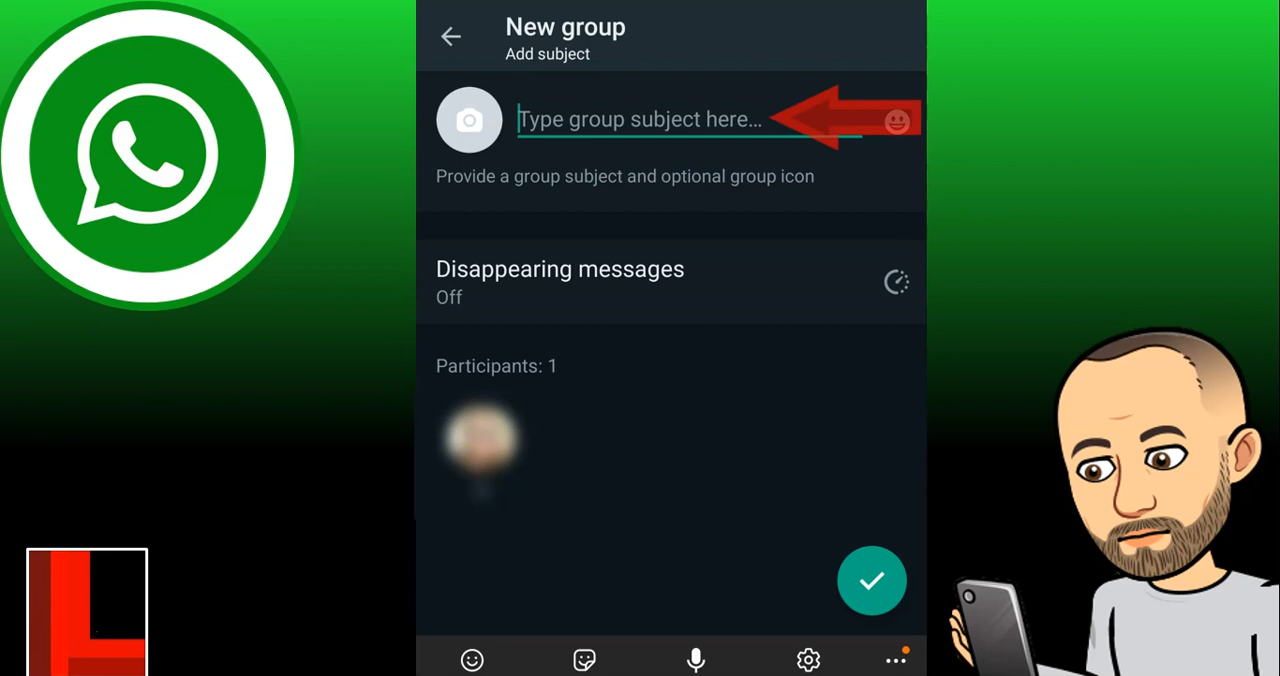 New group
Add subject
Type group subject here...
Provide a group subject and optional group icon
Disappearing messages
Off
Participants: 1